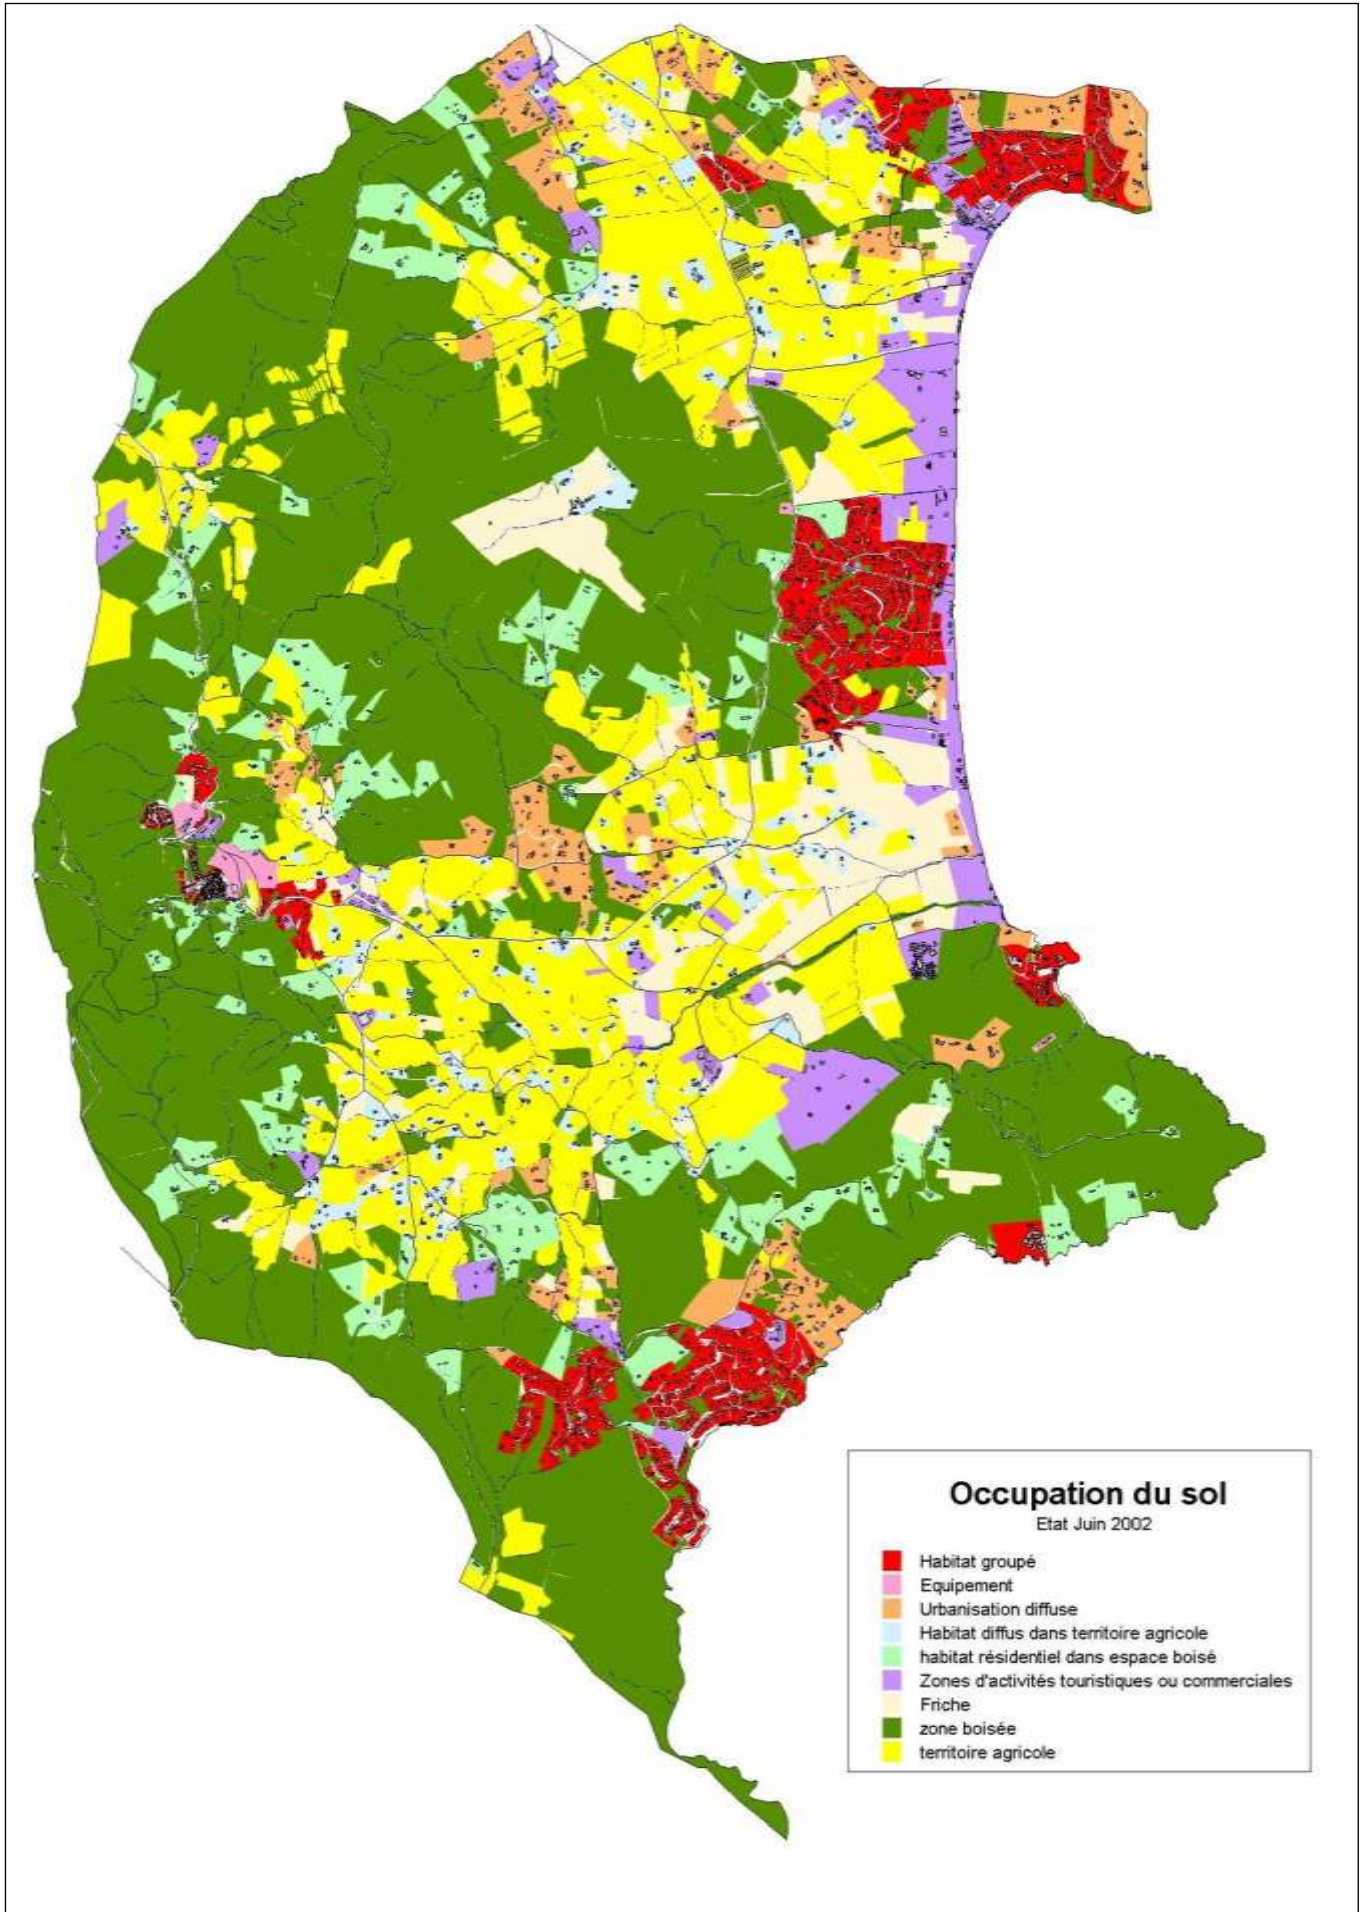 Occupation du sol
Etat Juin 2002
Habitat groupé
Equipement
Urbanisation diffuse
Habitat diffus dans territoire agricole
habitat résidentiel dans espace boisé
Zones d'activités touristiques ou commerciales
Friche
zone boisée
territoire agricole